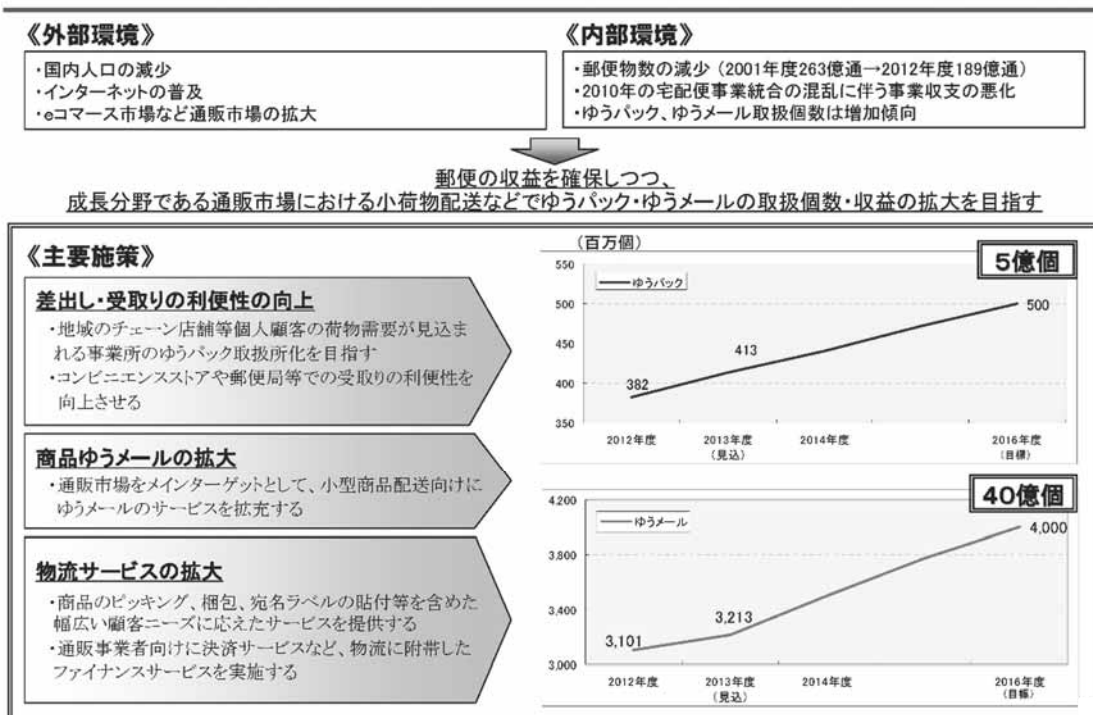 《外部環境》
・国内人口の減少
・インターネットの普及
・eコマース市場など通販市場の拡大
《内部環境》
・郵便物数の減少（2001年度263億通→2012年度189億通）
・2010年の宅配便事業統合の混乱に伴う事業収支の悪化
・ゆうパック、ゆうメール取扱個数は増加傾向
郵便の収益を確保しつつ、
成長分野である通販市場における小荷物配送などでゆうパック・ゆうメールの取扱個数・収益の拡大を目指す
《主要施策》
差出し・受取りの利便性の向上
・地域のチェーン店舗等個人顧客の荷物需要が見込ま
れる事業所のゆうパック取扱所化を目指す
・コンビニエンスストアや郵便局等での受取りの利便性を
向上させる
商品ゆうメールの拡大
・通販市場をメインターゲットとして、小型商品配送向けに
ゆうメールのサービスを拡充する
物流サービスの拡大
・商品のピッキング、梱包、宛名ラベルの貼付等を含めた
幅広い顧客ニーズに応えたサービスを提供する
・通販事業者向けに決済サービスなど、物流に附帯した
ファイナンスサービスを実施する
（百万個）
5億個
ゆうパック
550
500
450
400
350
382
413
500
2012年度
2013年度
（見込）
2014年度
2016年度
（目標）
40億個
ゆうメール
4,200
3,800
3,400
3,000
3,101
3,213
4,000
2012年度
2013年度
（見込）
2014年度
2016年度
（目標）